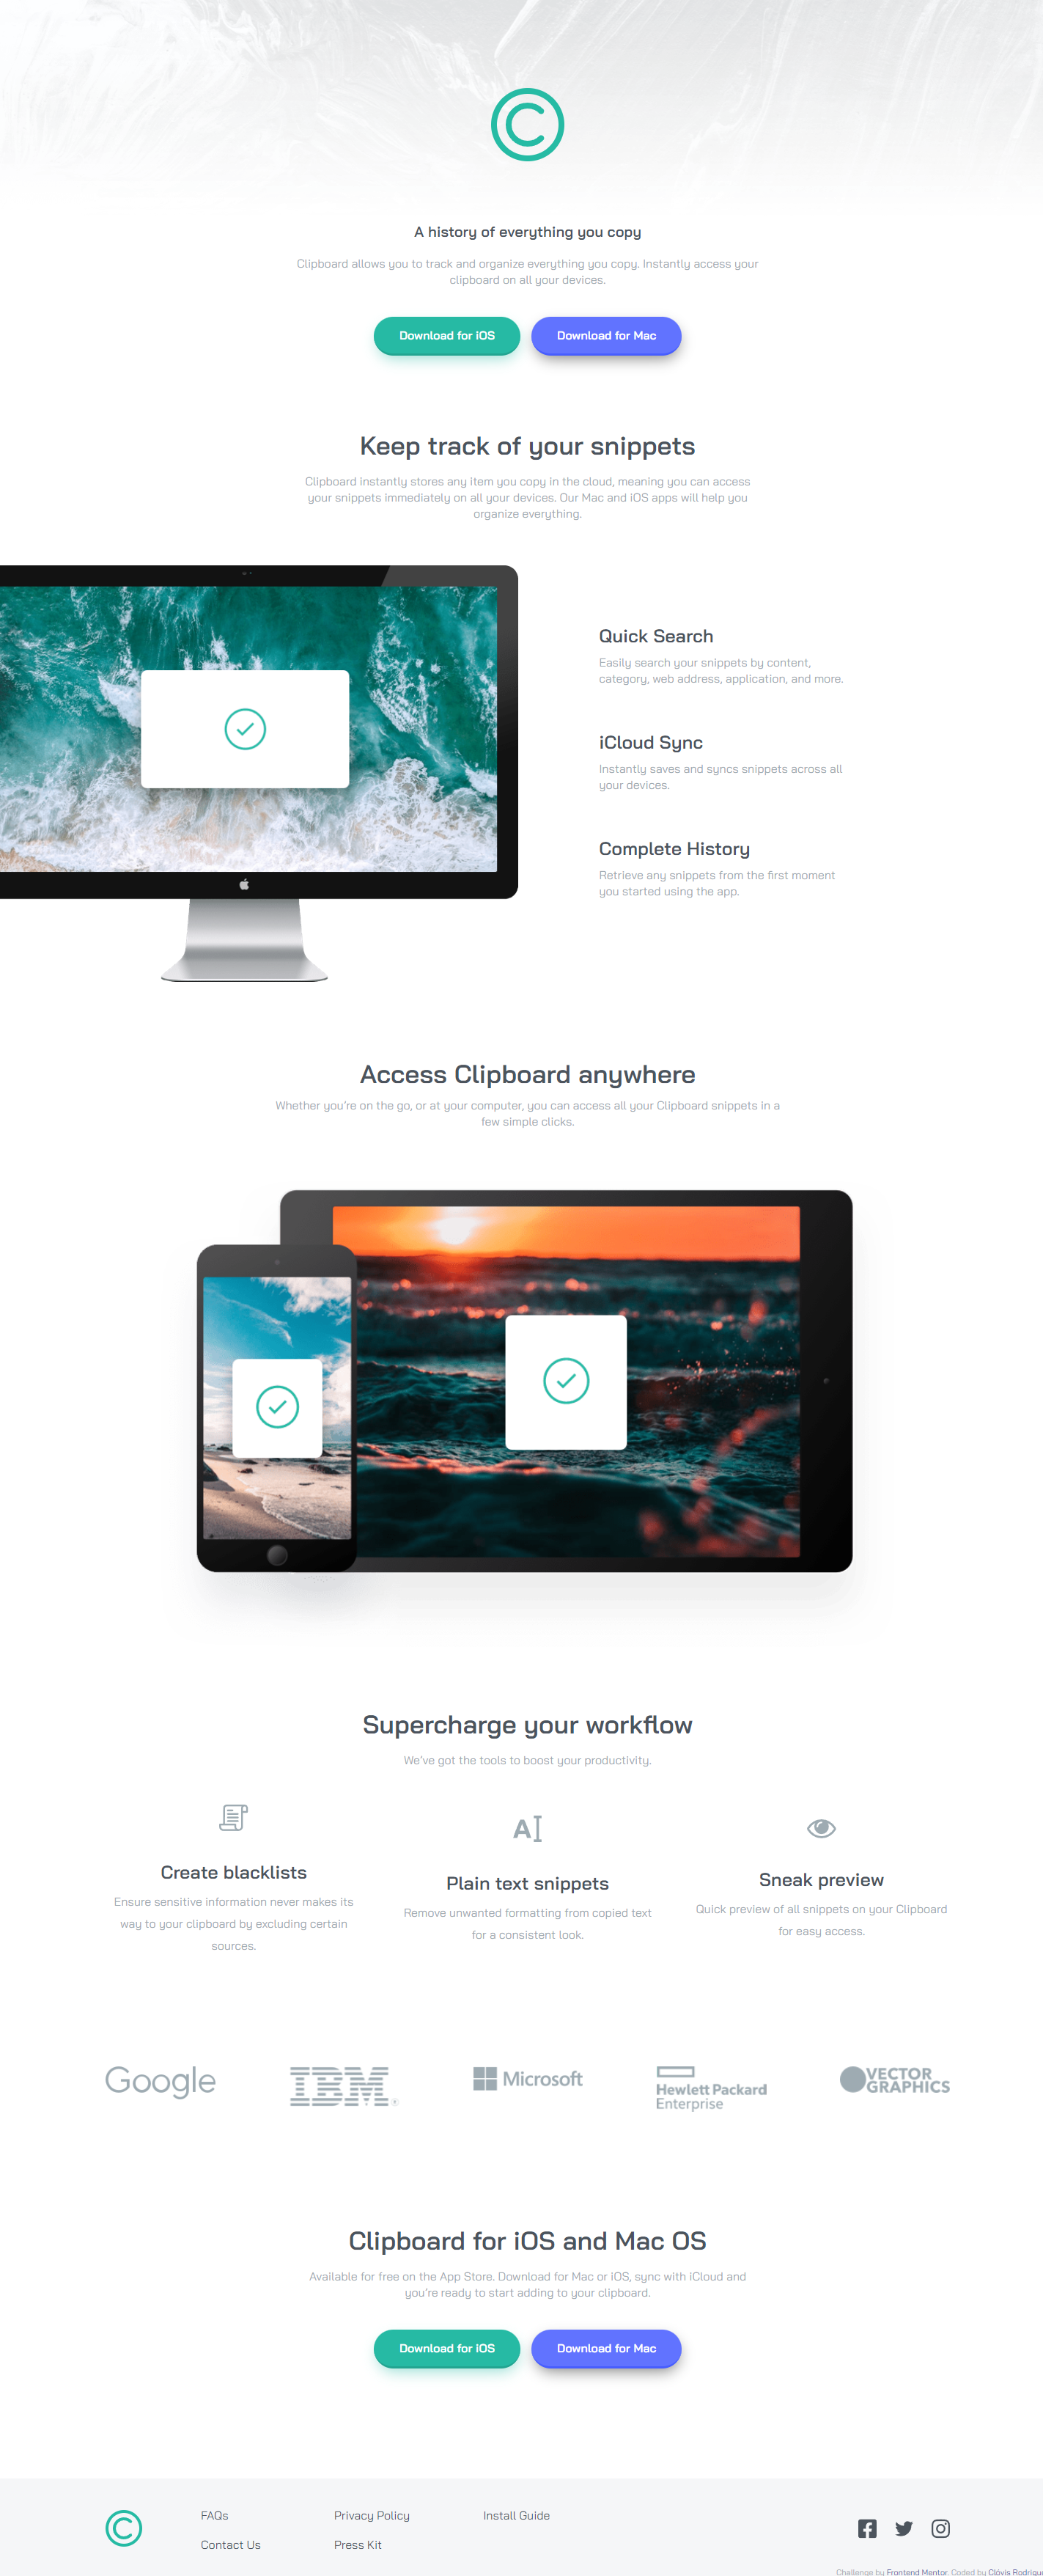 A history of everything you copy
Clipboard allows you to track and organize everything you copy. Instantly access your
clipboard on all your devices.
Download for iOS
Download for Mac
Keep track of your snippets
Clipboard instantly stores any item you copy in the cloud, meaning you can access
your snippets immediately on all your devices. Our Mac and iOS apps will help you
organize everything.
Quick Search
Easily search your snippets by content,
category, web address, application, and more.
iCloud Sync
Instantly saves and syncs snippets across all
your devices.
Complete History
Retrieve any snippets from the first moment
you started using the app.
Access Clipboard anywhere
Whether you’re on the go, or at your computer, you can access all your Clipboard snippets in a
few simple clicks.
Supercharge your workflow
We’ve got the tools to boost your productivity.
Create blacklists
Ensure sensitive information never makes its
way to your clipboard by excluding certain
sources.
Plain text snippets
Remove unwanted formatting from copied text
for a consistent look.
Sneak preview
Quick preview of all snippets on your Clipboard
for easy access.
Google
IBM
Microsoft
Hewlett Packard
Enterprise
VECTOR
GRAPHICS
Clipboard for iOS and Mac OS
Available for free on the App Store. Download for Mac or iOS, sync with iCloud and
you’re ready to start adding to your clipboard.
Download for iOS
Download for Mac
FAQs
Contact Us
Privacy Policy
Press Kit
Install Guide
Challenge by Frontend Mentor. Coded by Clóvis Rodrigu